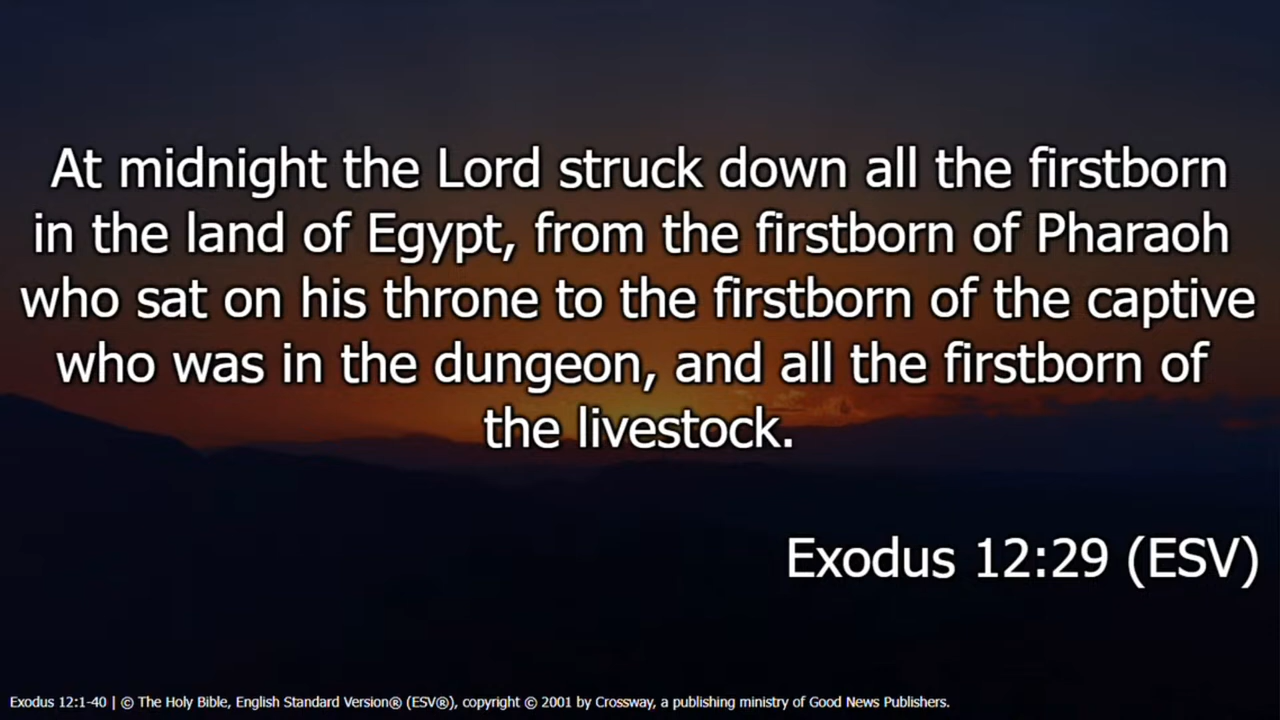 At midnight the Lord struck down all the firstborn
in the land of Egypt, from the firstborn of Pharaoh
who sat on his throne to the firstborn of the captive
who was in the dungeon, and all the firstborn of
the livestock.
Exodus 12:29 (ESV)
Exodus 12:1-40 | © The Holy Bible, English Standard Version® (ESV®), copyright © 2001 by Crossway, a publishing ministry of Good News Publishers.